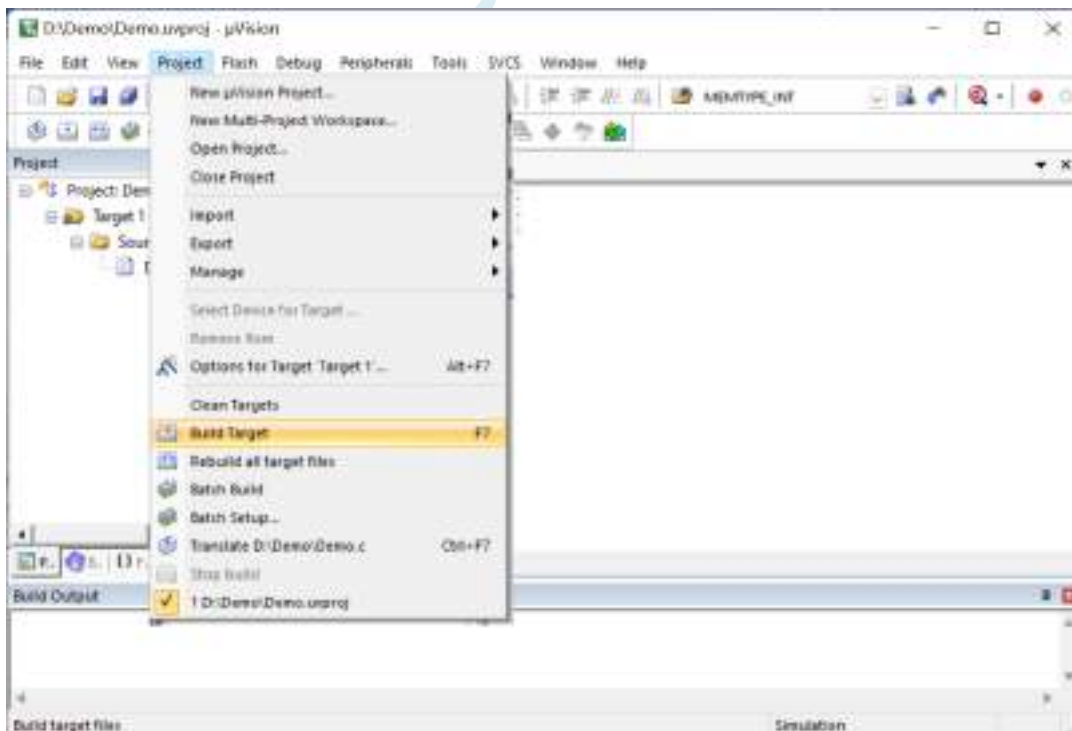 D:\Demo\Demo.uvproj - µVision
File Edit View Project Flash Debug Peripherals Tools SVCS Window Help
MEMTYPE_INT
Project
Project: Dem
Target 1
Sour
D
New µVision Project...
New Multi-Project Workspace...
Open Project...
Close Project
Import
Export
Manage
Select Device for Target ...
Remove Item
Options for Target 'Target 1'... Alt+F7
Clean Targets
Build Target F7
Rebuild all target files
Batch Build
Batch Setup...
Translate D:\Demo\Demo.c Ctrl+F7
Stop build
1 D:\Demo\Demo.uvproj
Build Output
Build target files
Simulation